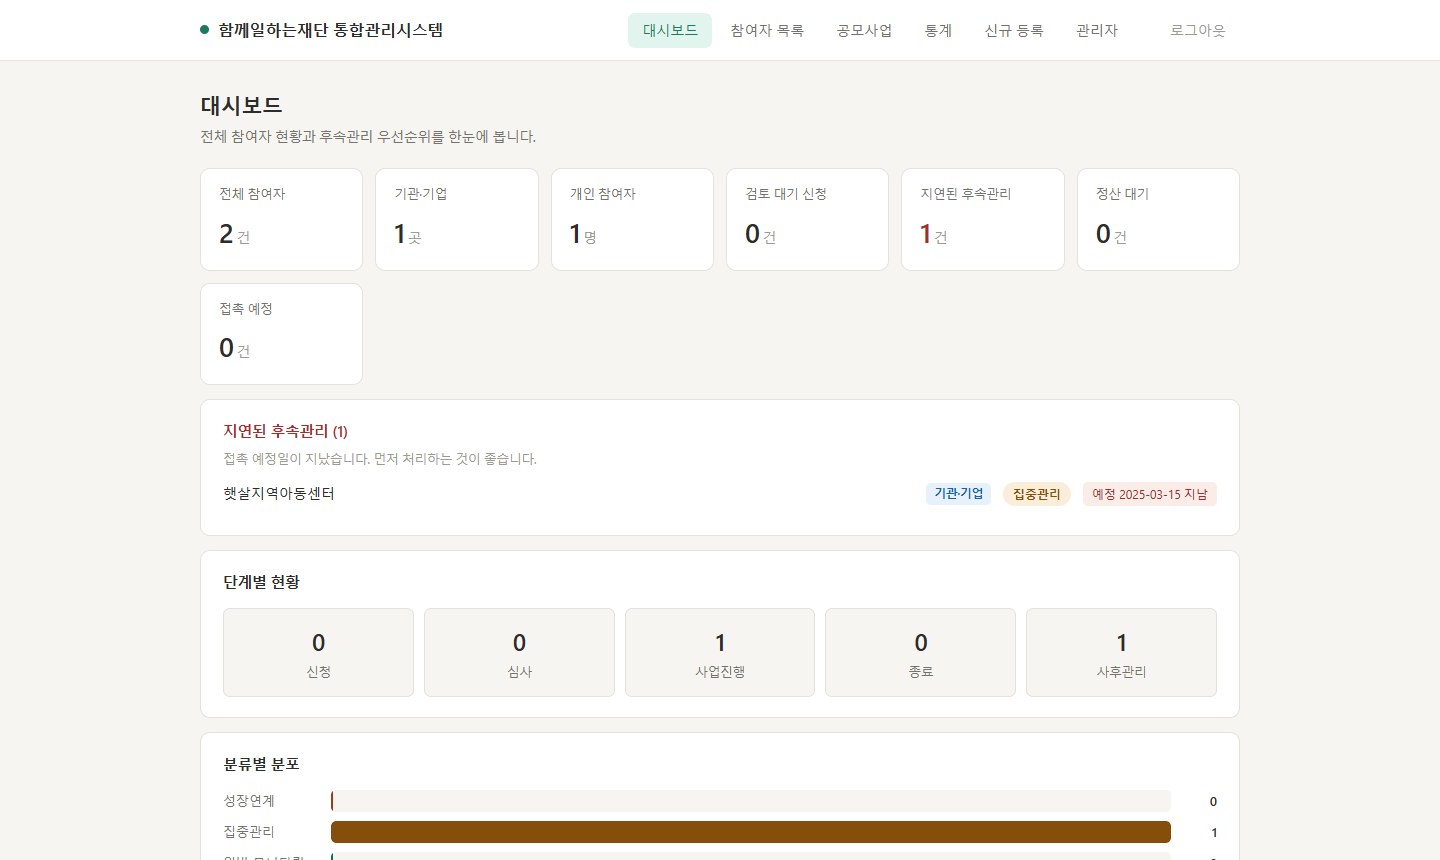 함께일하는재단 통합관리시스템
대시보드 참여자 목록 공모사업 통계 신규 등록 관리자 로그아웃
대시보드
전체 참여자 현황과 후속관리 우선순위를 한눈에 봅니다.
전체 참여자 기관·기업 개인 참여자 검토 대기 신청 지연된 후속관리 정산 대기
2 건 1 곳 1 명 0 건 1 건 0 건
접촉 예정
0 건
지연된 후속관리 (1)
접촉 예정일이 지났습니다. 먼저 처리하는 것이 좋습니다.
햇살지역아동센터 기관·기업 집중관리 예정 2025-03-15 지남
단계별 현황
0 0 1 0 1
신청 심사 사업진행 종료 사후관리
분류별 분포
성장연계 0
집중관리 1